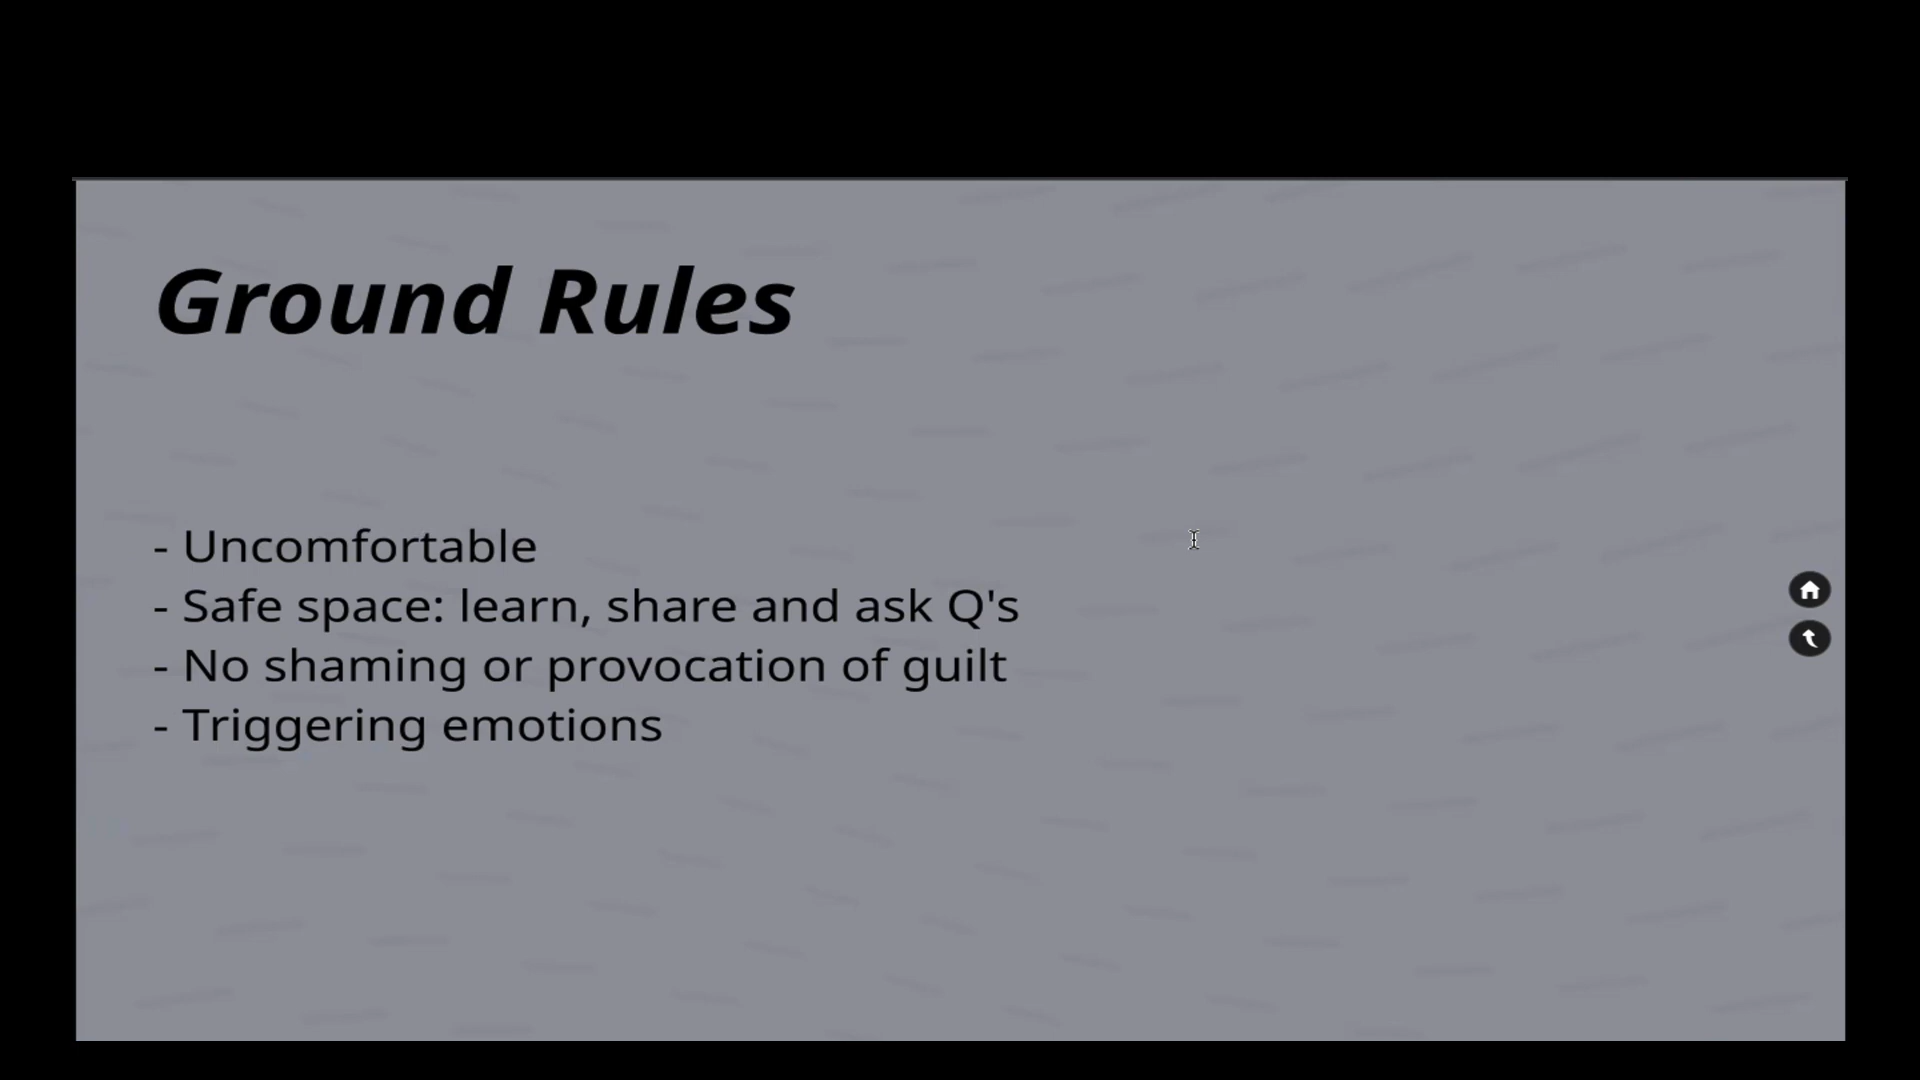 Ground Rules
- Uncomfortable
- Safe space: learn, share and ask Q's
- No shaming or provocation of guilt
- Triggering emotions